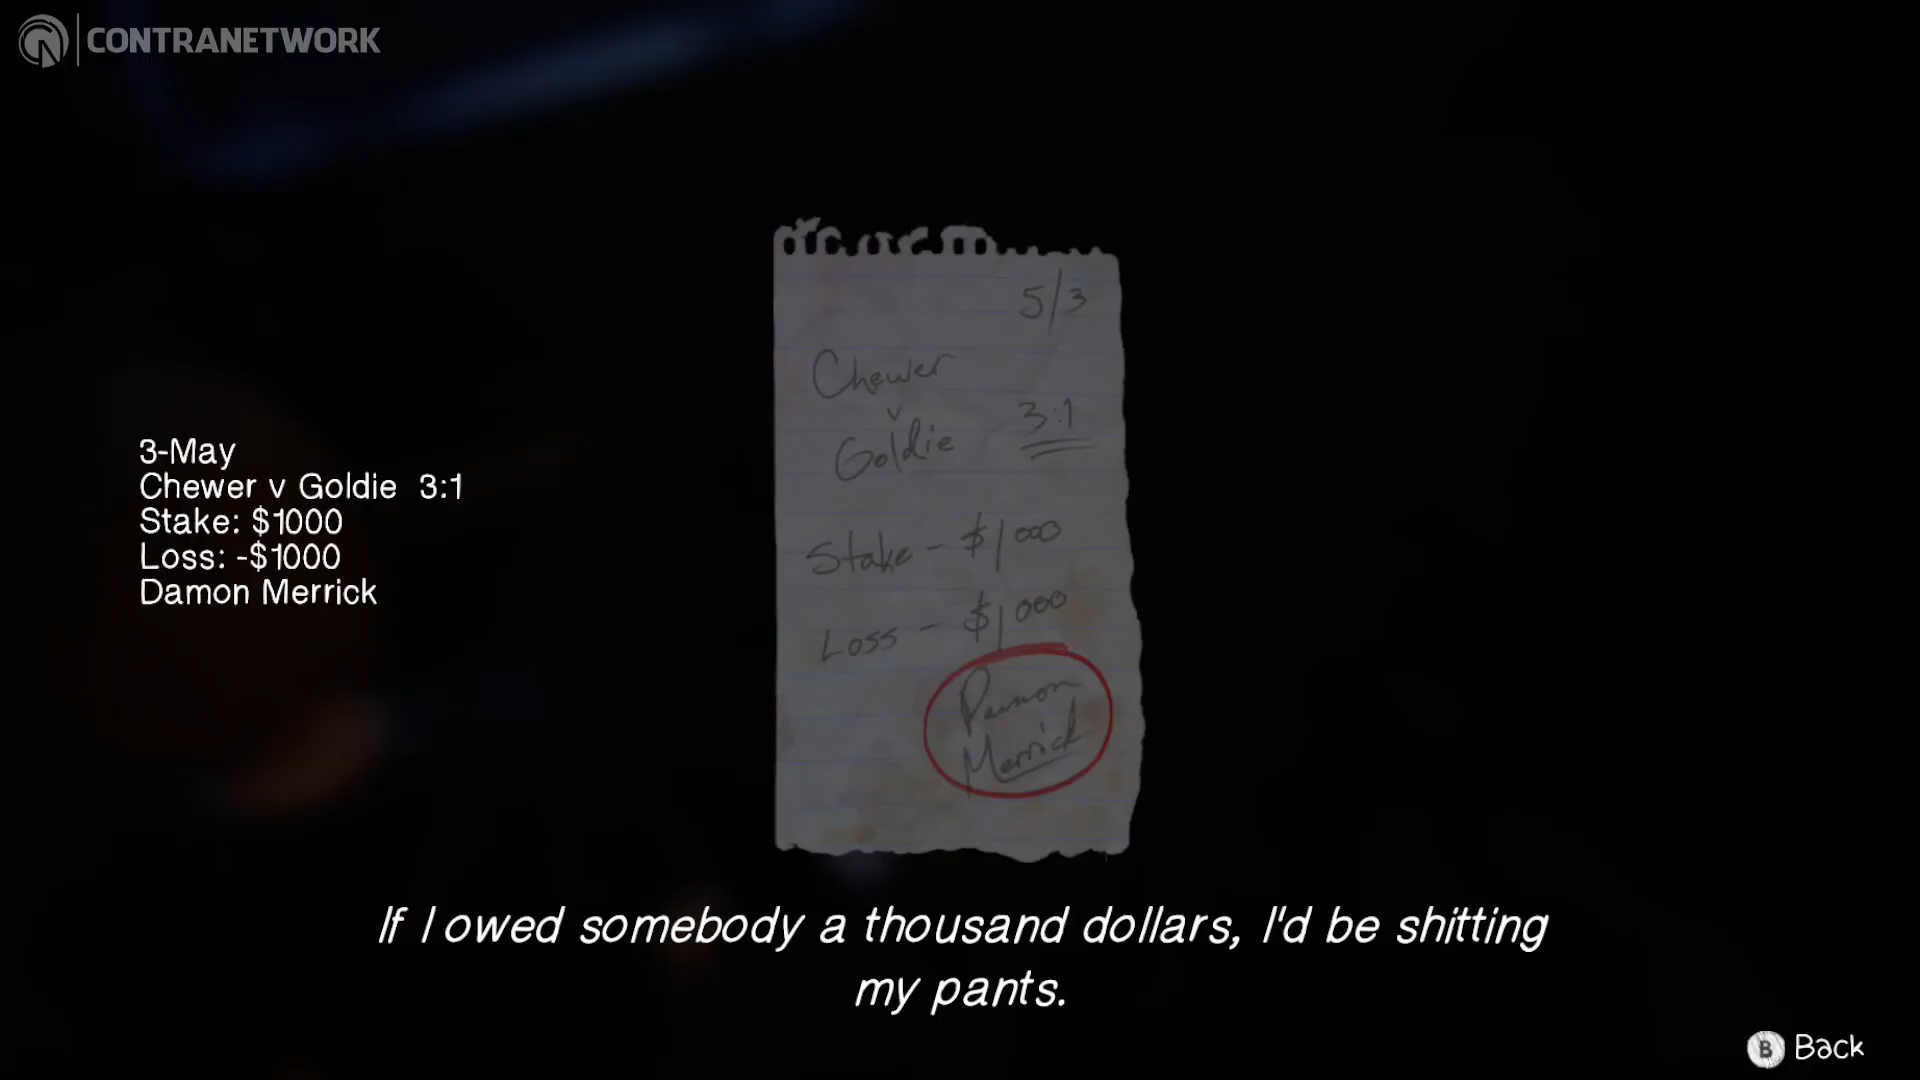 CONTRANETWORK
5/3
Chewer
v
Goldie 3:1
Stake - $1000
Loss - $1000
Damon
Merrick
3-May
Chewer v Goldie 3:1
Stake: $1000
Loss: -$1000
Damon Merrick
If I owed somebody a thousand dollars, I'd be shitting
my pants.
B Back